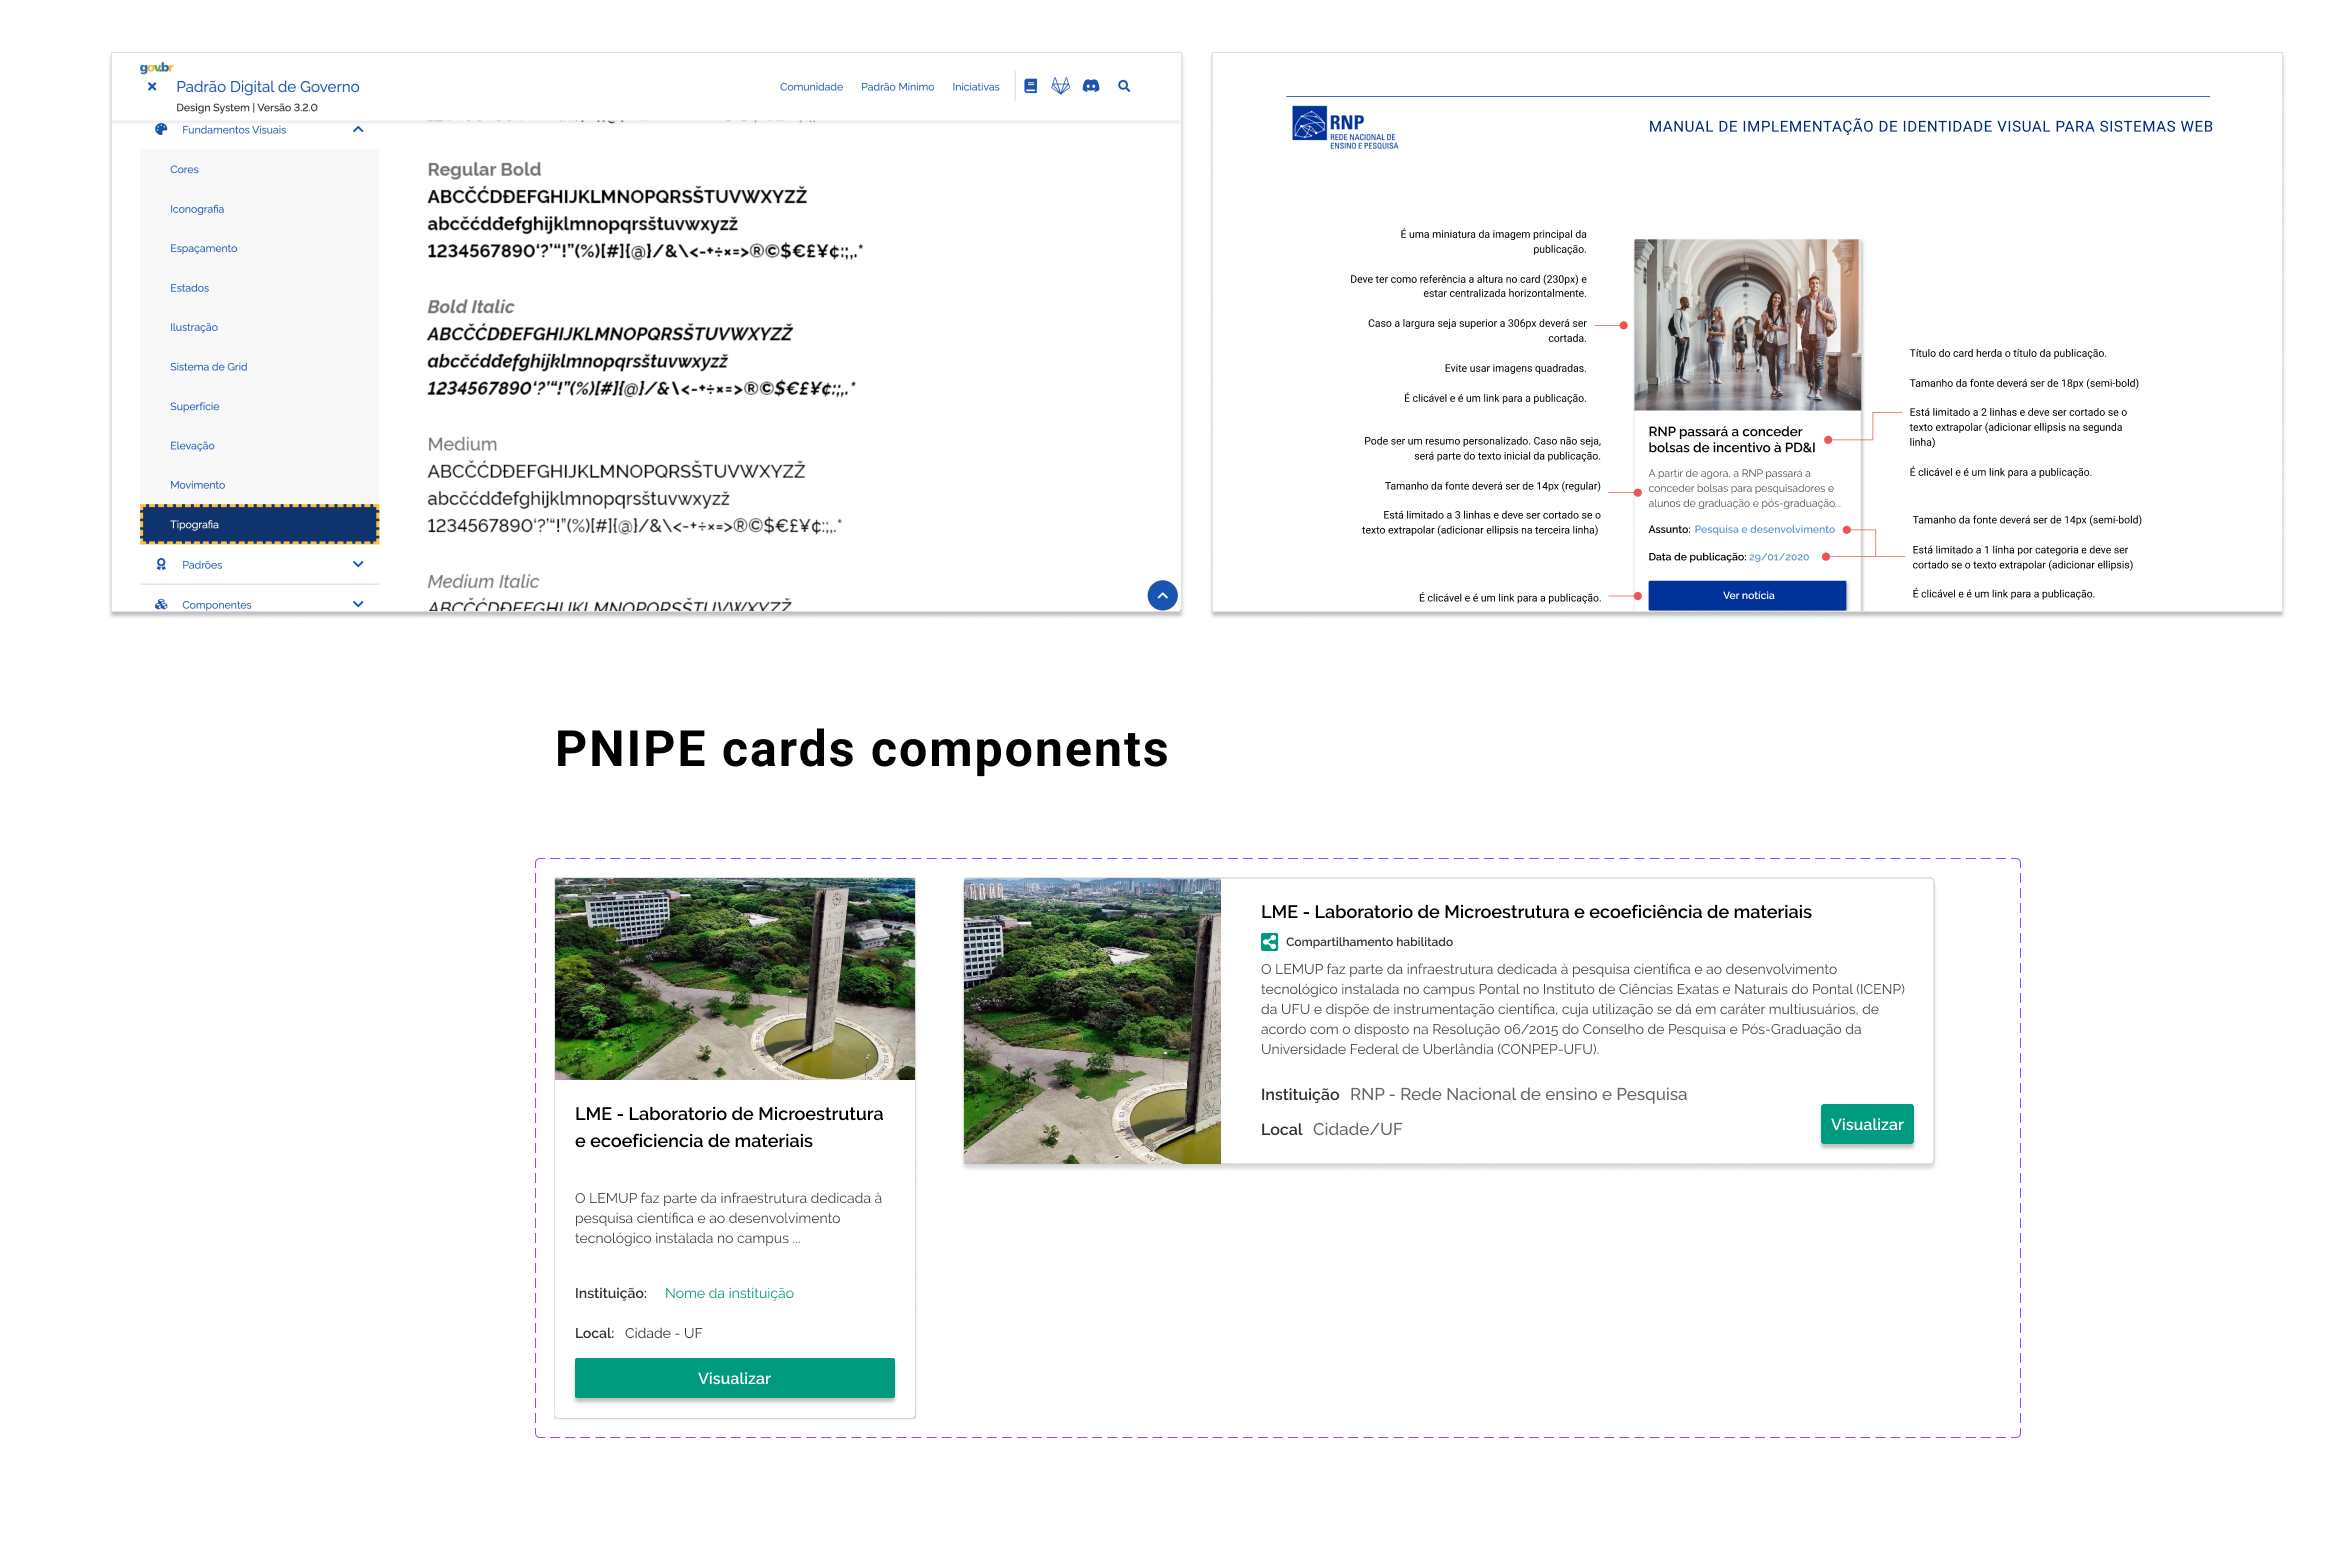 gov.br
Padrão Digital de Governo
Design System | Versão 3.2.0
Comunidade Padrão Mínimo Iniciativas
Fundamentos Visuais
Cores
Iconografia
Espaçamento
Estados
Ilustração
Sistema de Grid
Superfície
Elevação
Movimento
Tipografia
Padrões
Componentes
Regular Bold
ABCČĆDĐEFGHIJKLMNOPQRSŠTUVWXYZŽ
abcčćdđefghijklmnopqrsštuvwxyzž
1234567890‘?’“!”(%)[#]{@}/&\<-+÷×=>®©$€£¥¢:;,.*
Bold Italic
ABCČĆDĐEFGHIJKLMNOPQRSŠTUVWXYZŽ
abcčćdđefghijklmnopqrsštuvwxyzž
1234567890‘?’“!”(%)[#]{@}/&\<-+÷×=>®©$€£¥¢:;,.*
Medium
ABCČĆDĐEFGHIJKLMNOPQRSŠTUVWXYZŽ
abcčćdđefghijklmnopqrsštuvwxyzž
1234567890‘?’“!”(%)[#]{@}/&\<-+÷×=>®©$€£¥¢:;,.*
Medium Italic
ABCČĆDĐEFGHIJKLMNOPQRSŠTUVWXYZŽ
RNP
REDE NACIONAL DE
ENSINO E PESQUISA
MANUAL DE IMPLEMENTAÇÃO DE IDENTIDADE VISUAL PARA SISTEMAS WEB
É uma miniatura da imagem principal da
publicação.
Deve ter como referência a altura no card (230px) e
estar centralizada horizontalmente.
Caso a largura seja superior a 306px deverá ser
cortada.
Evite usar imagens quadradas.
É clicável e é um link para a publicação.
Pode ser um resumo personalizado. Caso não seja,
será parte do texto inicial da publicação.
Tamanho da fonte deverá ser de 14px (regular)
Está limitado a 3 linhas e deve ser cortado se o
texto extrapolar (adicionar ellipsis na terceira linha)
É clicável e é um link para a publicação.
RNP passará a conceder
bolsas de incentivo à PD&I
A partir de agora, a RNP passará a
conceder bolsas para pesquisadores e
alunos de graduação e pós-graduação...
Assunto: Pesquisa e desenvolvimento
Data de publicação: 29/01/2020
Ver notícia
Título do card herda o título da publicação.
Tamanho da fonte deverá ser de 18px (semi-bold)
Está limitado a 2 linhas e deve ser cortado se o
texto extrapolar (adicionar ellipsis na segunda
linha)
É clicável e é um link para a publicação.
Tamanho da fonte deverá ser de 14px (semi-bold)
Está limitado a 1 linha por categoria e deve ser
cortado se o texto extrapolar (adicionar ellipsis)
É clicável e é um link para a publicação.
PNIPE cards components
LME - Laboratorio de Microestrutura
e ecoeficiencia de materiais
O LEMUP faz parte da infraestrutura dedicada à
pesquisa científica e ao desenvolvimento
tecnológico instalada no campus ...
Instituição: Nome da instituição
Local: Cidade - UF
Visualizar
LME - Laboratorio de Microestrutura e ecoeficiência de materiais
Compartilhamento habilitado
O LEMUP faz parte da infraestrutura dedicada à pesquisa científica e ao desenvolvimento
tecnológico instalada no campus Pontal no Instituto de Ciências Exatas e Naturais do Pontal (ICENP)
da UFU e dispõe de instrumentação científica, cuja utilização se dá em caráter multiusuários, de
acordo com o disposto na Resolução 06/2015 do Conselho de Pesquisa e Pós-Graduação da
Universidade Federal de Uberlândia (CONPEP-UFU).
Instituição RNP - Rede Nacional de ensino e Pesquisa
Local Cidade/UF
Visualizar